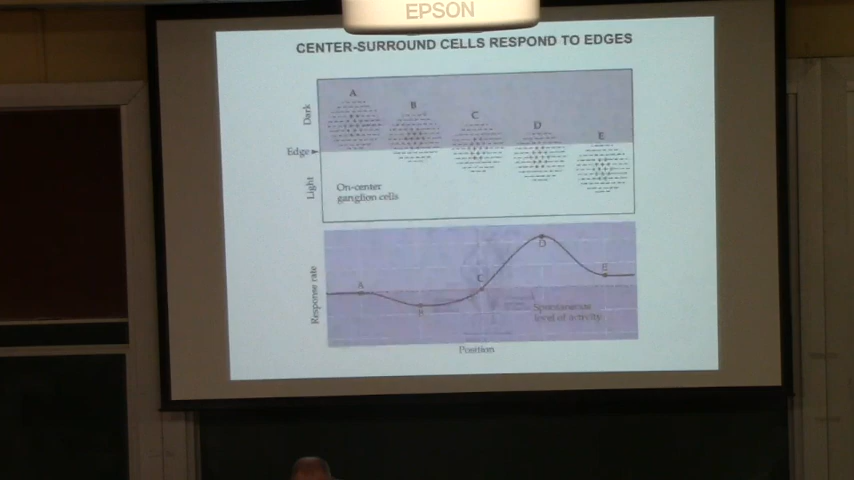 EPSON
CENTER-SURROUND CELLS RESPOND TO EDGES
A
B
C
D
E
Dark
Edge
Light
On-center
ganglion cells
Response rate
A
B
C
D
E
Spontaneous
level of activity
Position